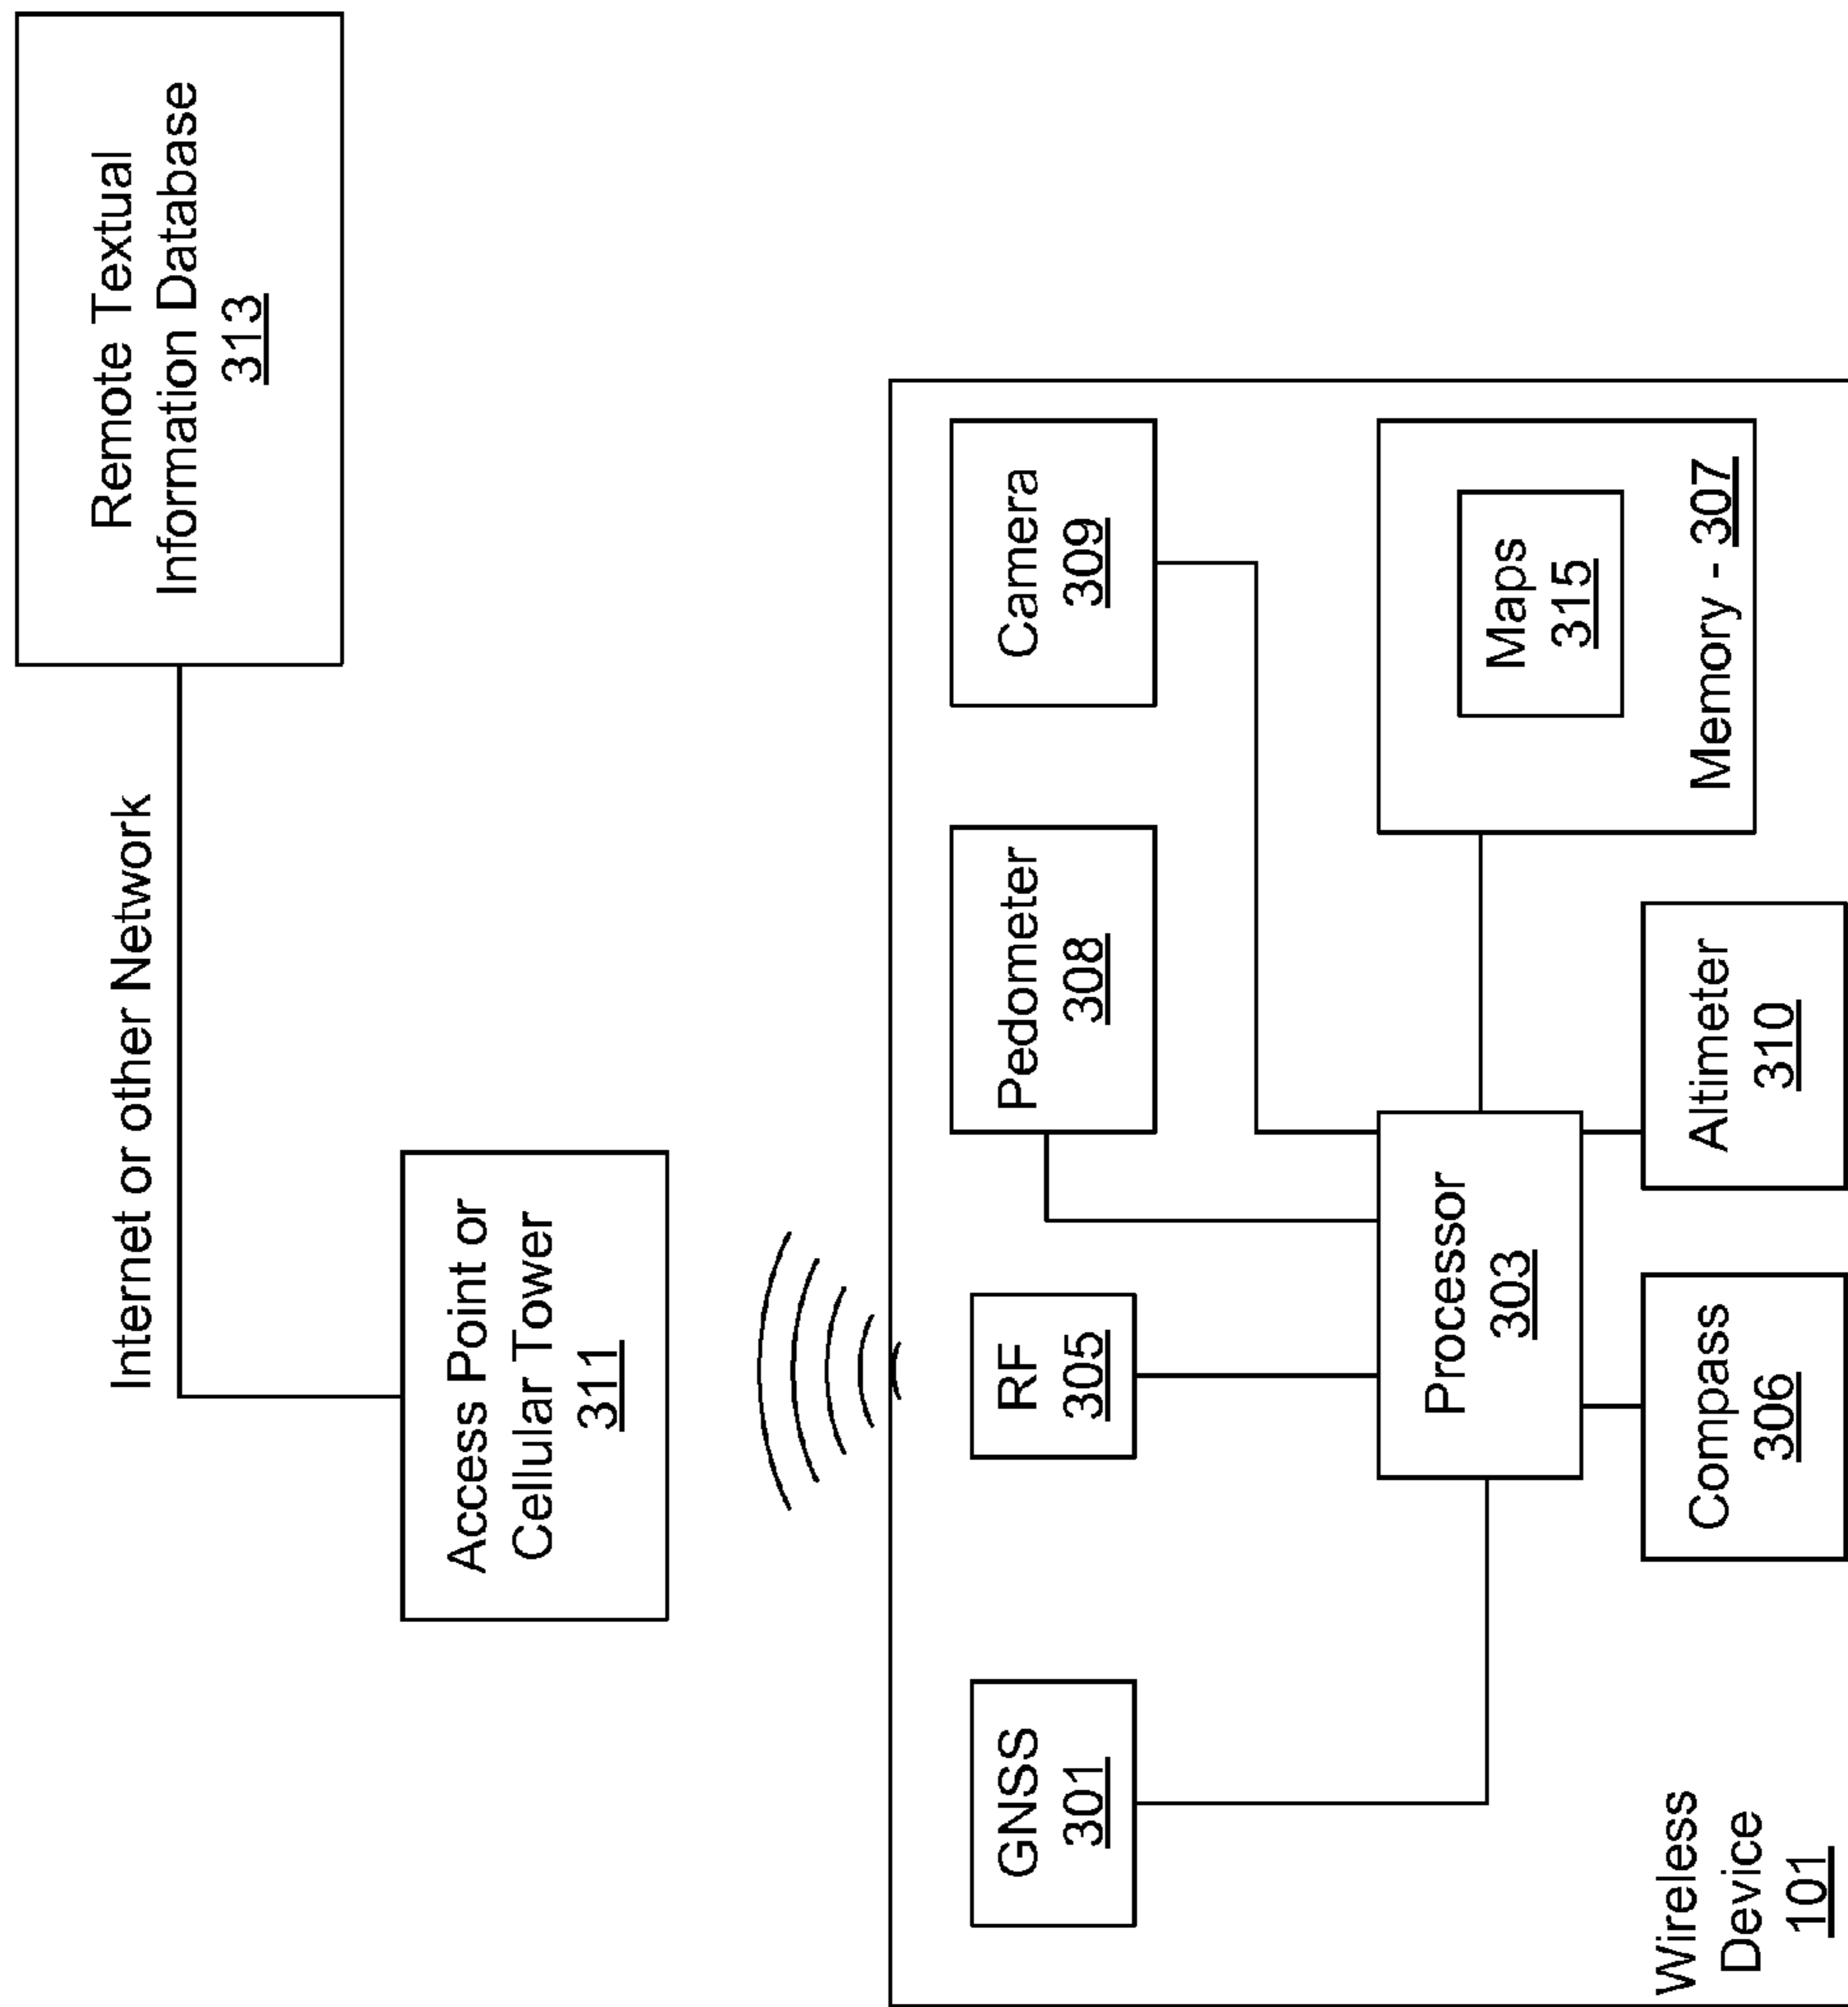 Remote Textual
Information Database
313
Internet or other Network
Access Point or
Cellular Tower
311
GNSS
301
RF
305
Pedometer
308
Camera
309
Processor
303
Maps
315
Memory - 307
Compass
306
Altimeter
310
Wireless
Device
101